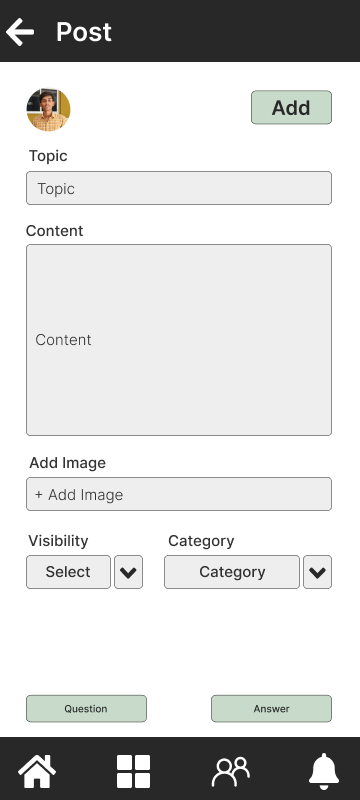 Post
Add
Topic
Topic
Content
Content
Add Image
+ Add Image
Visibility Category
Select Category
Question Answer